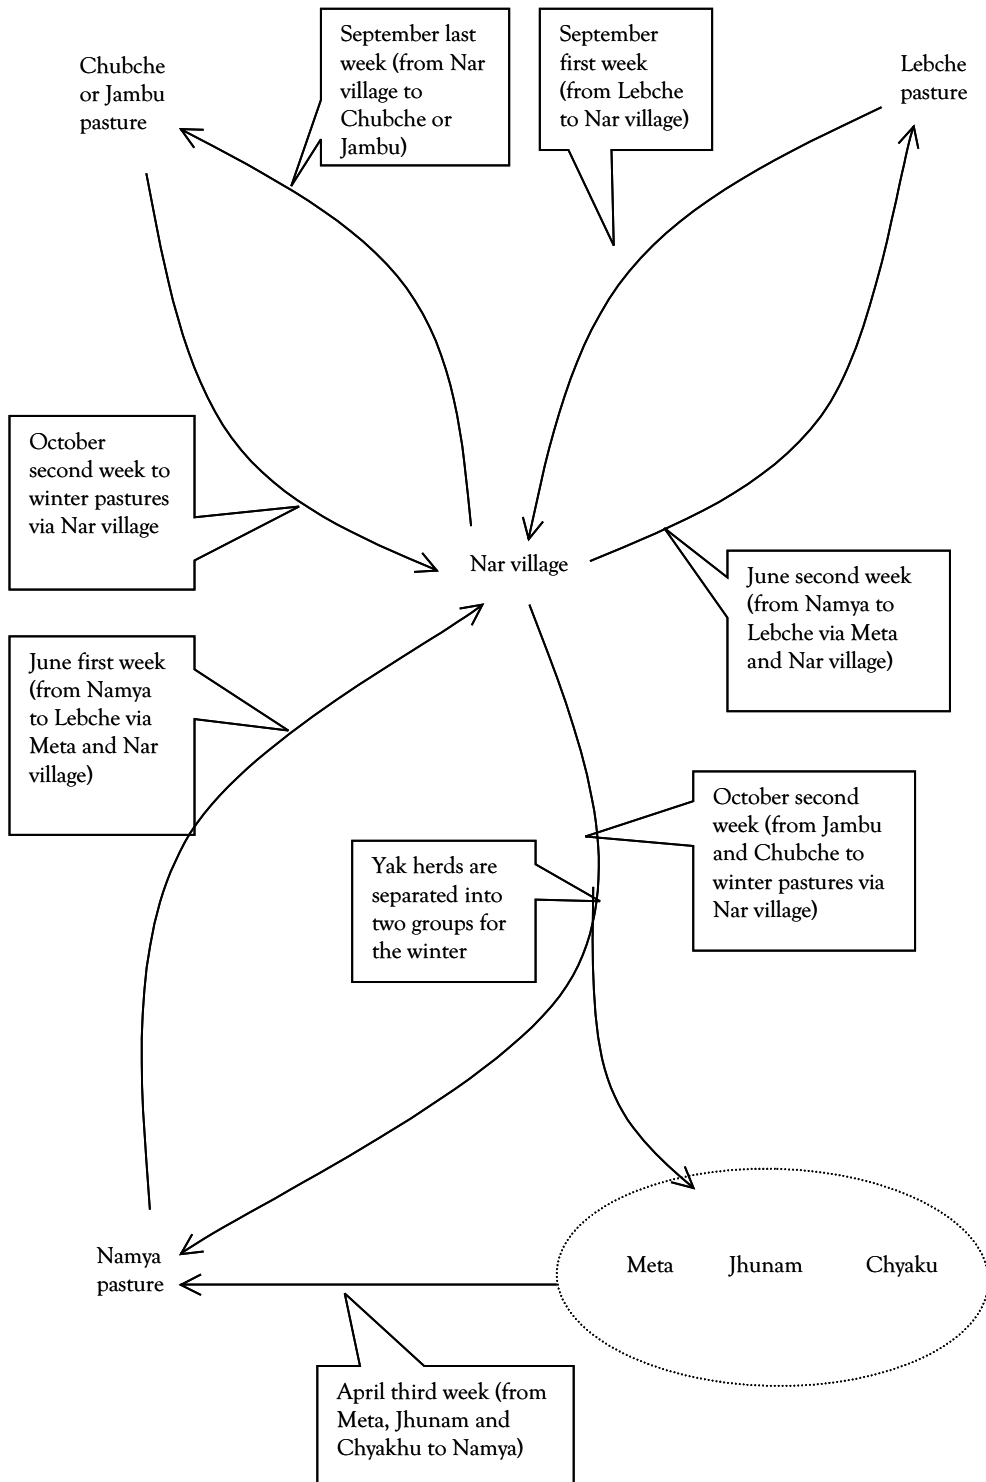 Chubche
or Jambu
pasture
September last
week (from Nar
village to
Chubche or
Jambu)
September
first week
(from Lebche
to Nar village)
Lebche
pasture
October
second week to
winter pastures
via Nar village
Nar village
June second week
(from Namya to
Lebche via Meta
and Nar village)
June first week
(from Namya
to Lebche via
Meta and Nar
village)
October second
week (from Jambu
and Chubche to
winter pastures via
Nar village)
Yak herds are
separated into
two groups for
the winter
Namya
pasture
Meta Jhunam Chyaku
April third week (from
Meta, Jhunam and
Chyakhu to Namya)